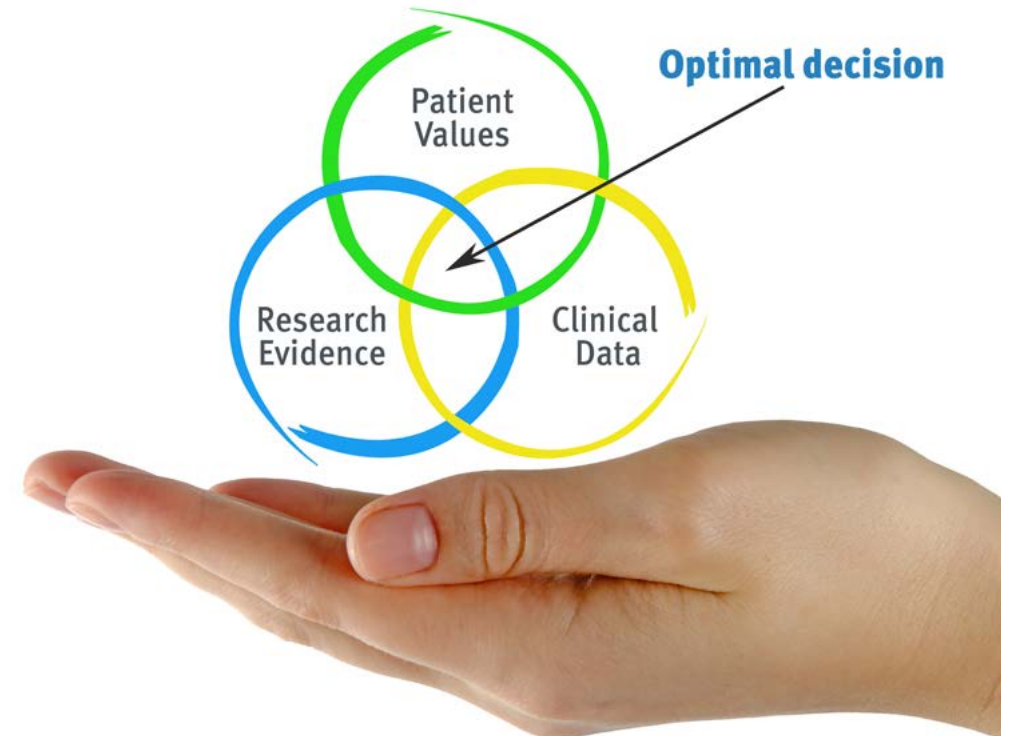 Optimal decision
Patient
Values
Research
Evidence
Clinical
Data